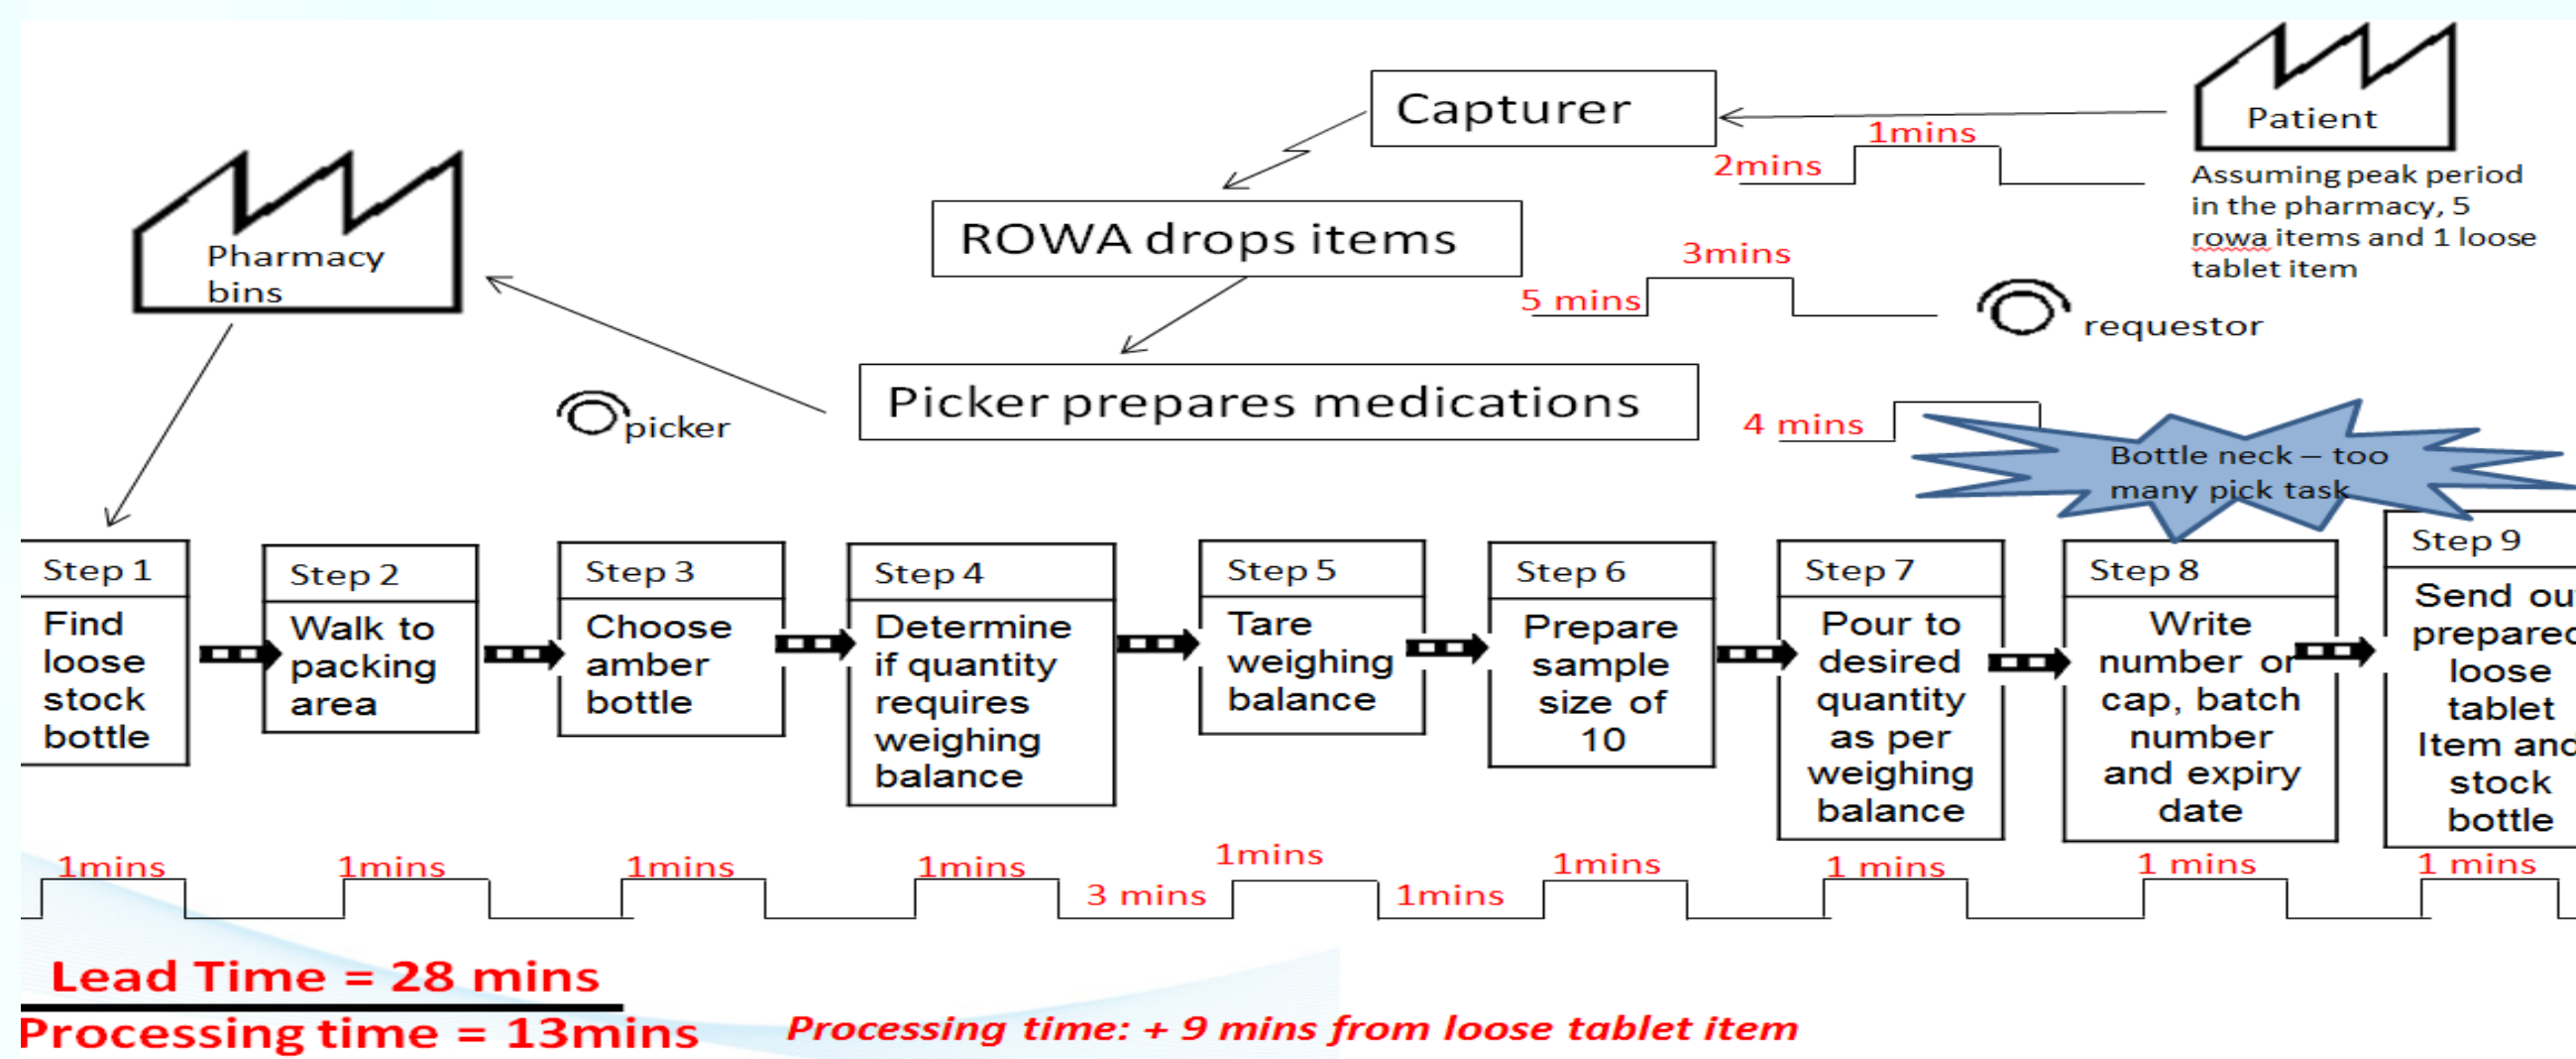 Capturer
Patient
1mins
2mins
Assuming peak period
in the pharmacy, 5
rowa items and 1 loose
tablet item
ROWA drops items
3mins
5 mins
requestor
Pharmacy
bins
Picker prepares medications
picker
4 mins
Bottle neck – too
many pick task
Step 1
Find
loose
stock
bottle
Step 2
Walk to
packing
area
Step 3
Choose
amber
bottle
Step 4
Determine
if quantity
requires
weighing
balance
Step 5
Tare
weighing
balance
Step 6
Prepare
sample
size of
10
Step 7
Pour to
desired
quantity
as per
weighing
balance
Step 8
Write
number or
cap, batch
number
and expiry
date
Step 9
Send ou
prepared
loose
tablet
Item and
stock
bottle
1mins
1mins
1mins
1mins
3 mins
1mins
1mins
1mins
1 mins
1 mins
1 mins
Lead Time = 28 mins
Processing time = 13mins
Processing time: + 9 mins from loose tablet item